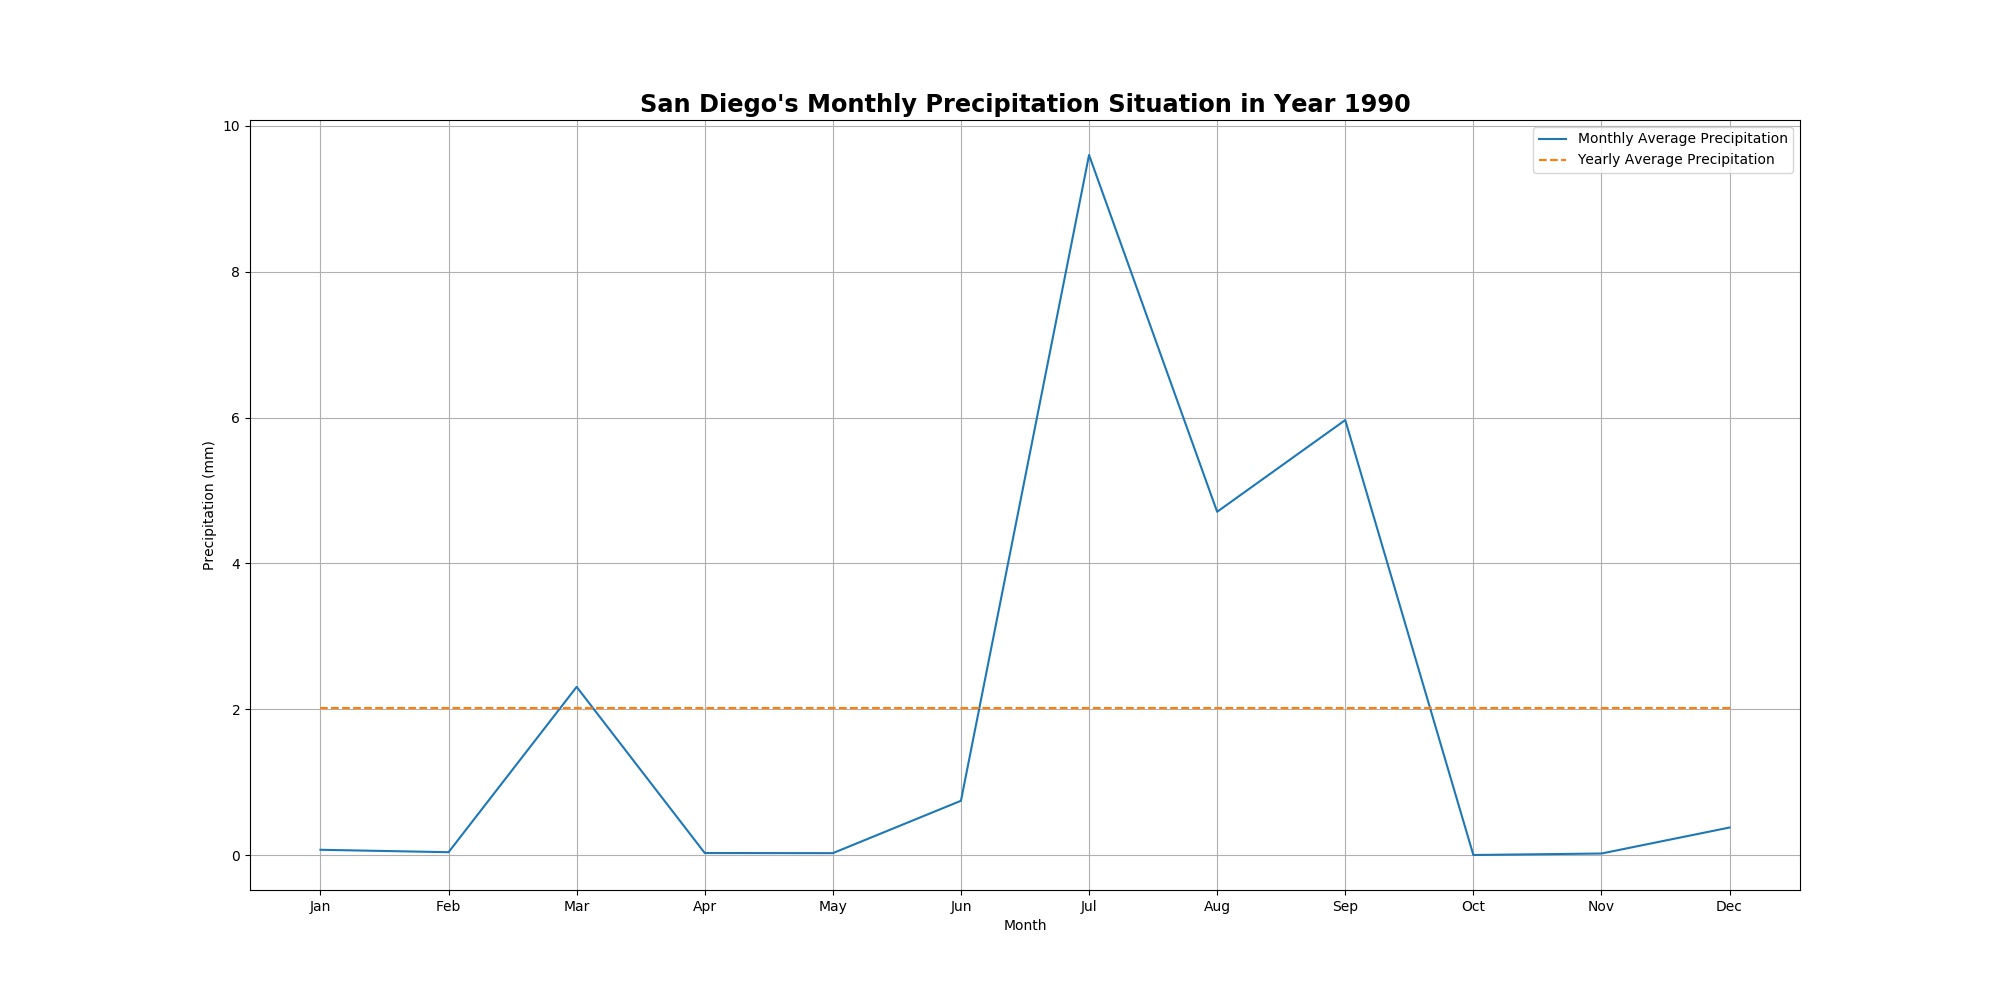 San Diego's Monthly Precipitation Situation in Year 1990
Monthly Average Precipitation
Yearly Average Precipitation
10
8
6
4
2
0
Precipitation (mm)
Jan Feb Mar Apr May Jun Jul Aug Sep Oct Nov Dec
Month